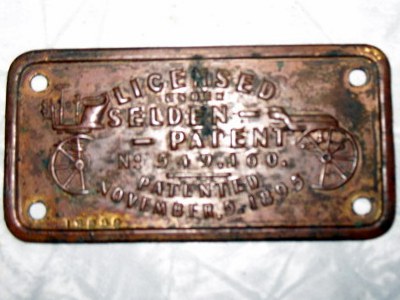 LICENSED
UNDER
SELDEN-
-PATENT
No. 549.160.
PATENTED
NOVEMBER, 5. 1895